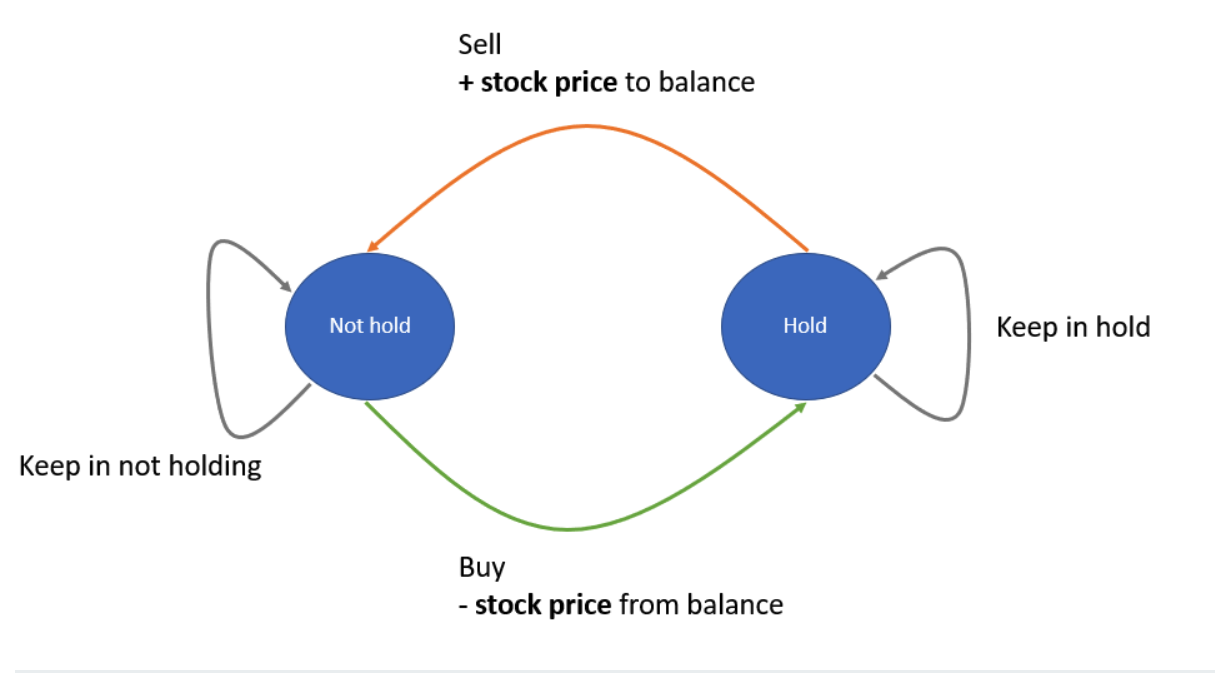 Sell
+ stock price to balance
Not hold
Hold
Keep in hold
Keep in not holding
Buy
- stock price from balance